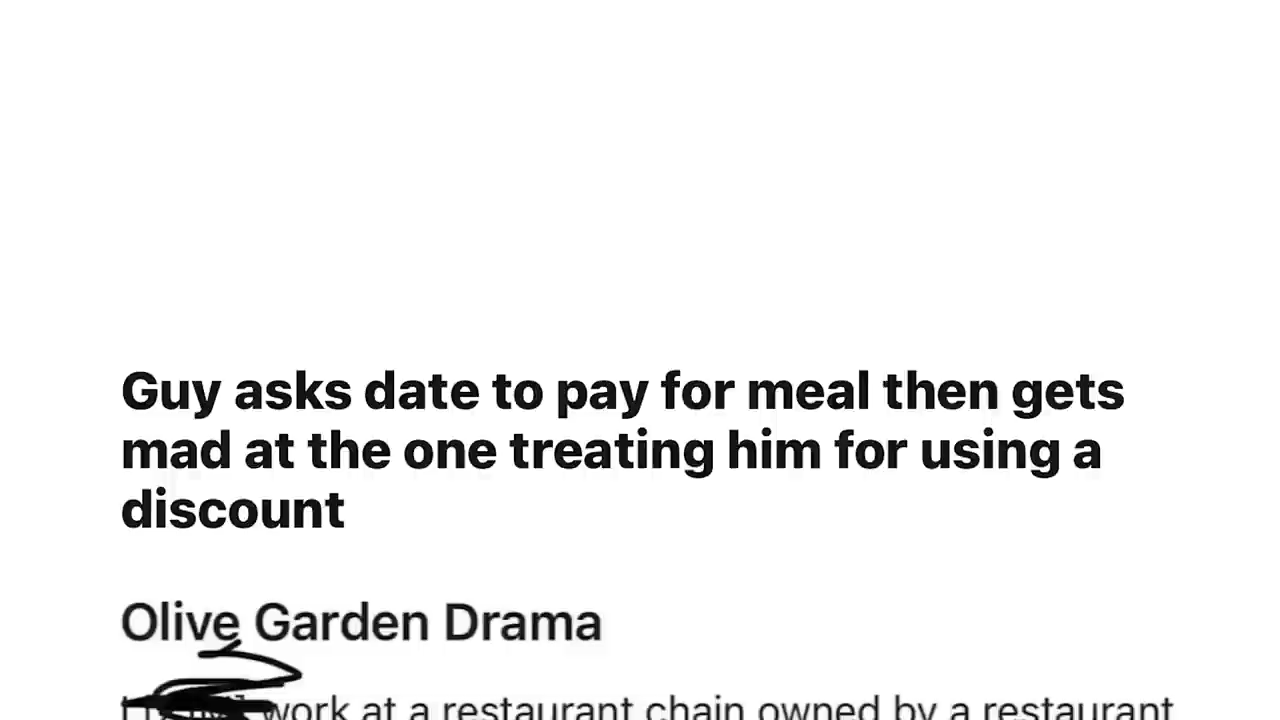 Guy asks date to pay for meal then gets
mad at the one treating him for using a
discount
Olive Garden Drama
work at a restaurant chain owned by a restaurant